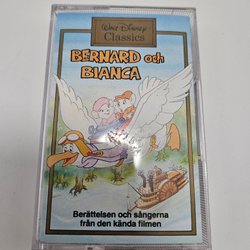 Walt Disney
Classics
BERNARD och
BIANCA
Berättelsen och sångerna
från den kända filmen